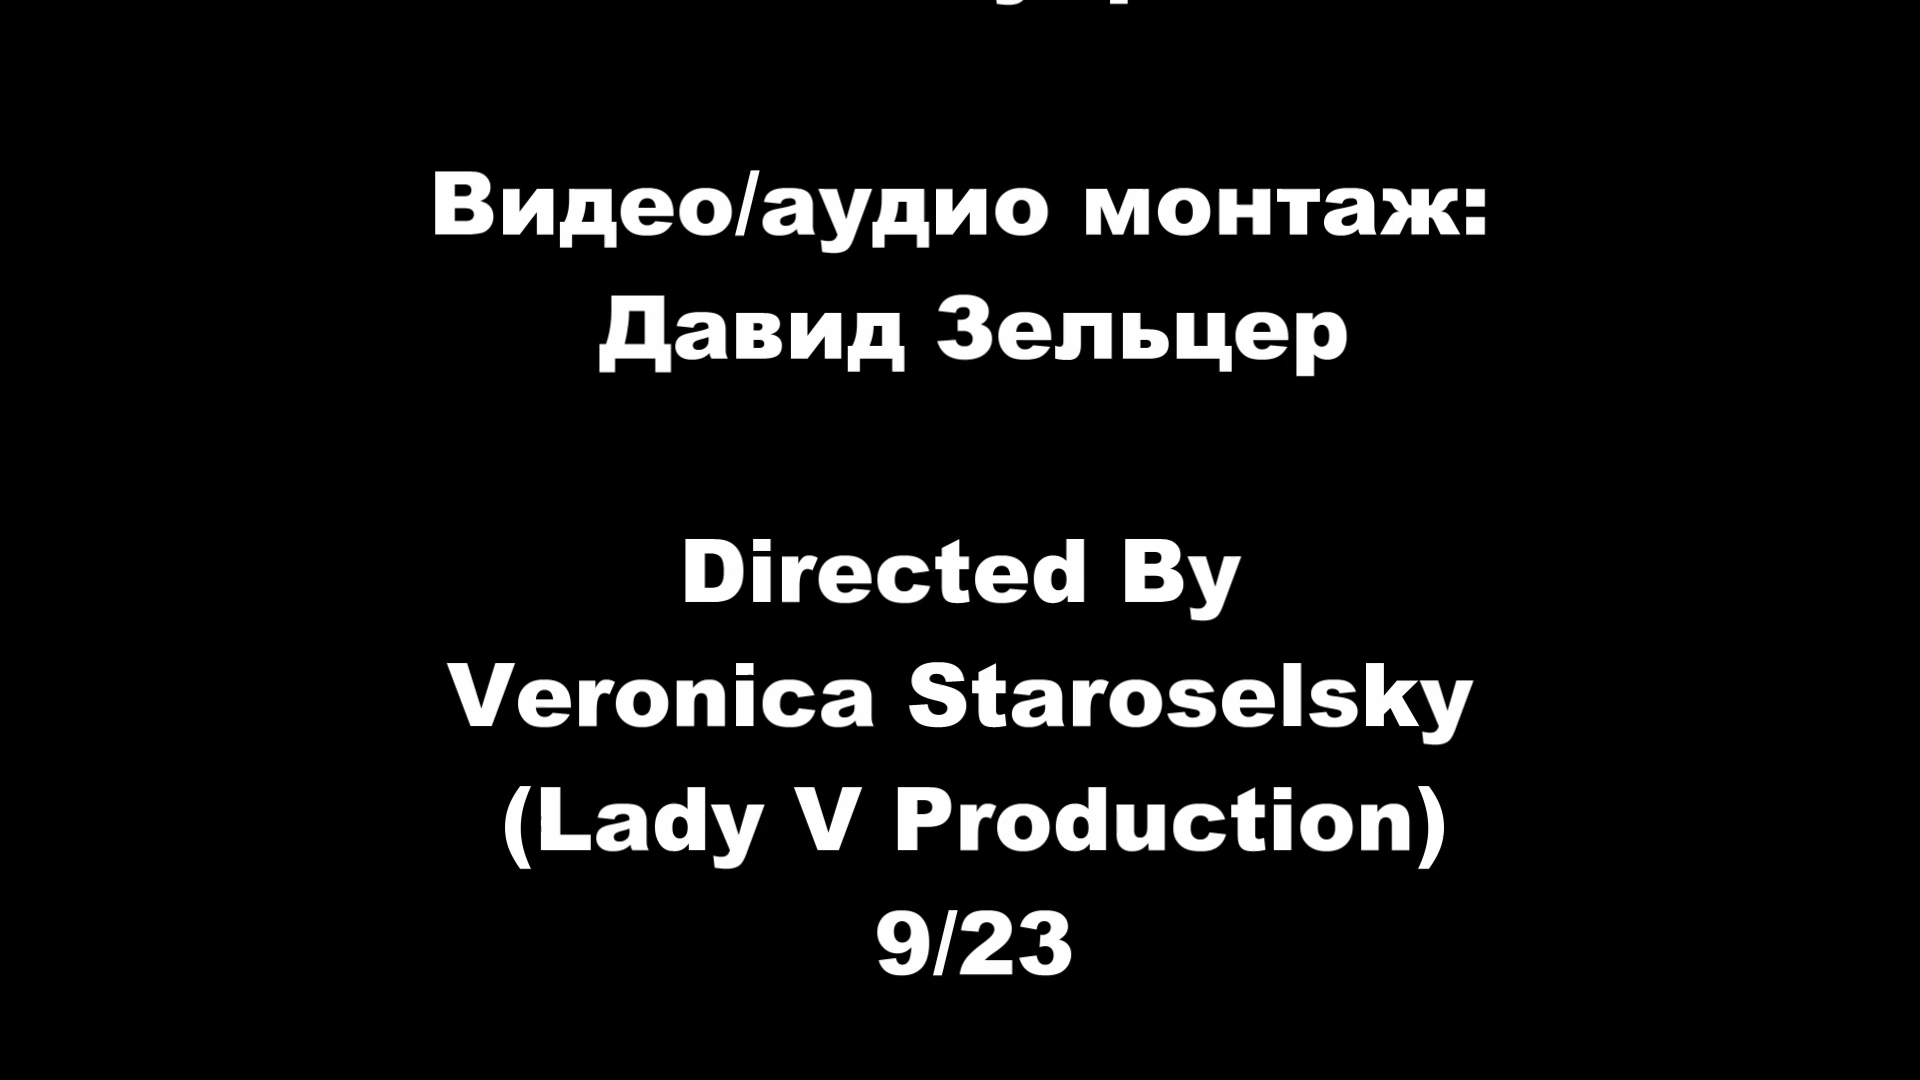 Видео/аудио монтаж:
Давид Зельцер
Directed By
Veronica Staroselsky
(Lady V Production)
9/23